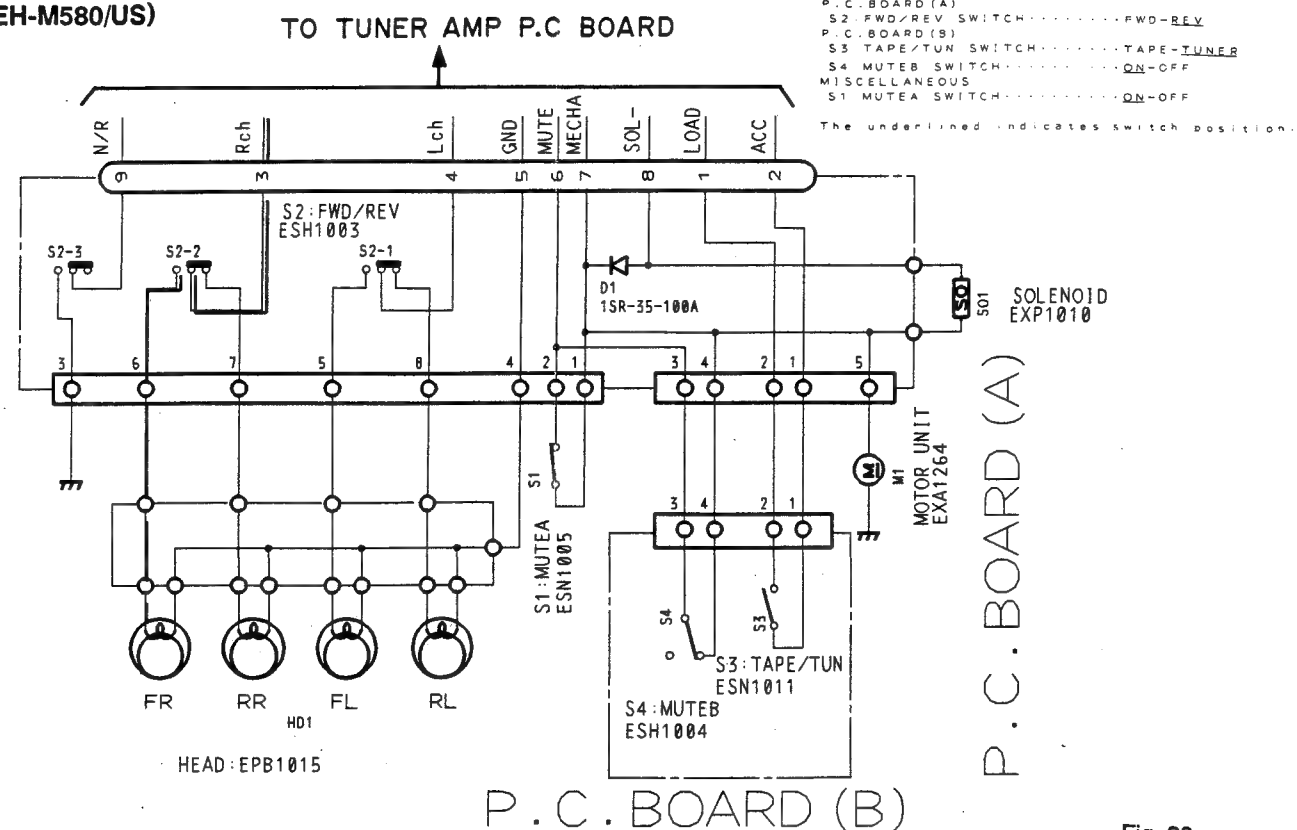 EH-M580/US)
TO TUNER AMP P.C BOARD
P.C.BOARD(A)
S2 FWD/REV SWITCH········FWD-REV
P.C.BOARD(B)
S3 TAPE/TUN SWITCH·······TAPE-TUNER
S4 MUTEB SWITCH··········ON-OFF
MISCELLANEOUS
S1 MUTEA SWITCH··········ON-OFF
The underlined indicates switch position.
N/R
Rch
Lch
GND
MUTE
MECHA
SOL-
LOAD
ACC
9 3 4 5 6 7 8 1 2
S2:FWD/REV
ESH1003
S2-3
S2-2
S2-1
D1
1SR-35-100A
SO
SO1
SOLENOID
EXP1010
3 6 7 5 8 4 2 1
3 4 2 1 5
S1
S1:MUTEA
ESN1005
M
M1
MOTOR UNIT
EXA1264
P.C.BOARD (A)
3 4 2 1
S4
S3
S3:TAPE/TUN
ESN1011
S4:MUTEB
ESH1004
FR RR FL RL
HD1
HEAD:EPB1015
P.C.BOARD (B)